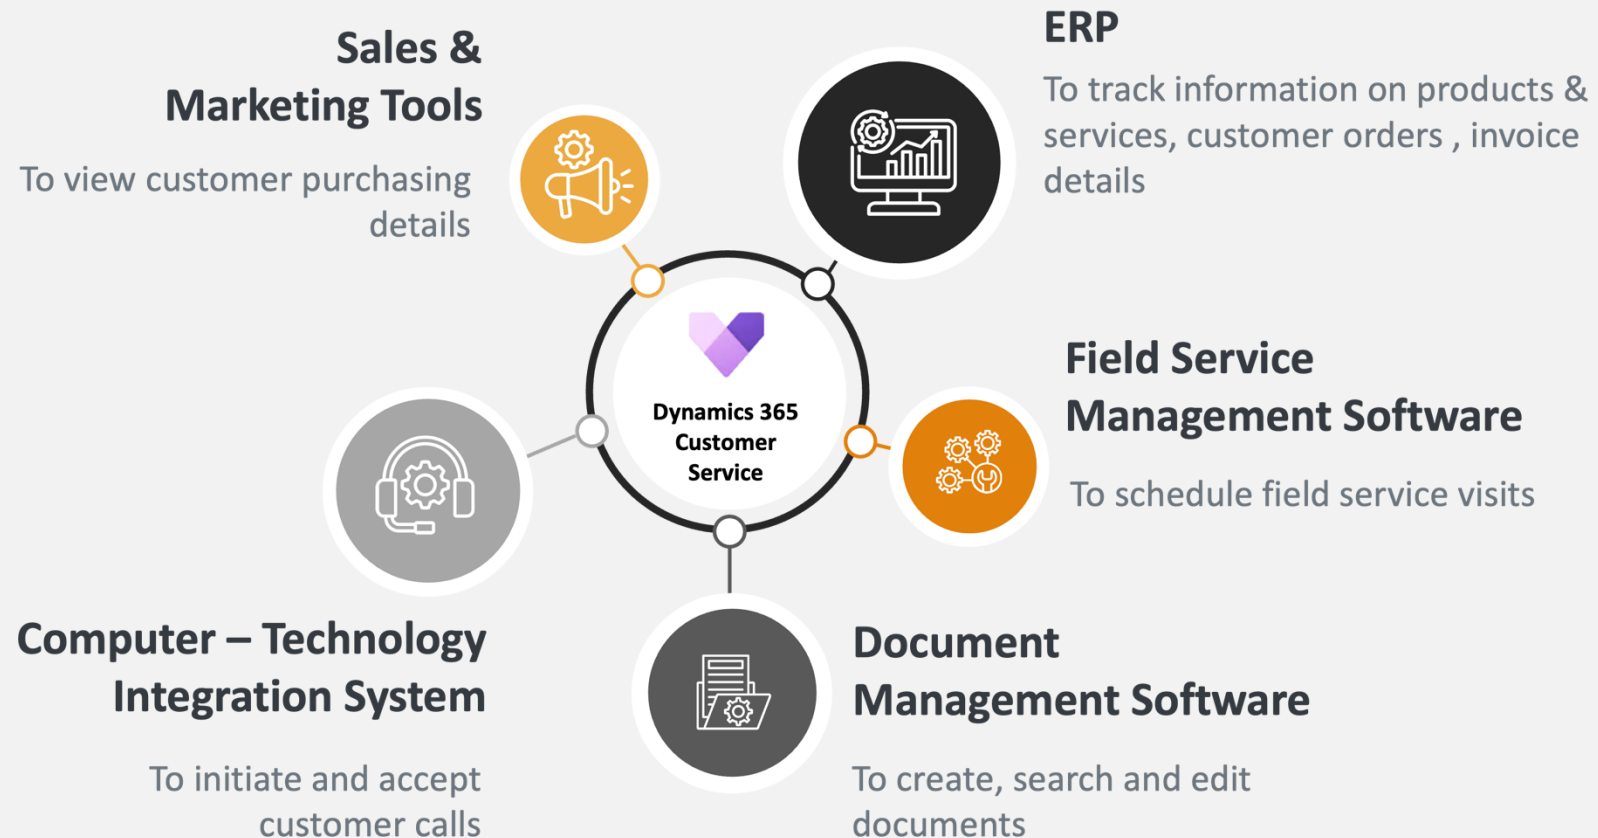 Sales &
Marketing Tools
To view customer purchasing
details
ERP
To track information on products &
services, customer orders , invoice
details
Dynamics 365
Customer
Service
Field Service
Management Software
To schedule field service visits
Computer – Technology
Integration System
To initiate and accept
customer calls
Document
Management Software
To create, search and edit
documents